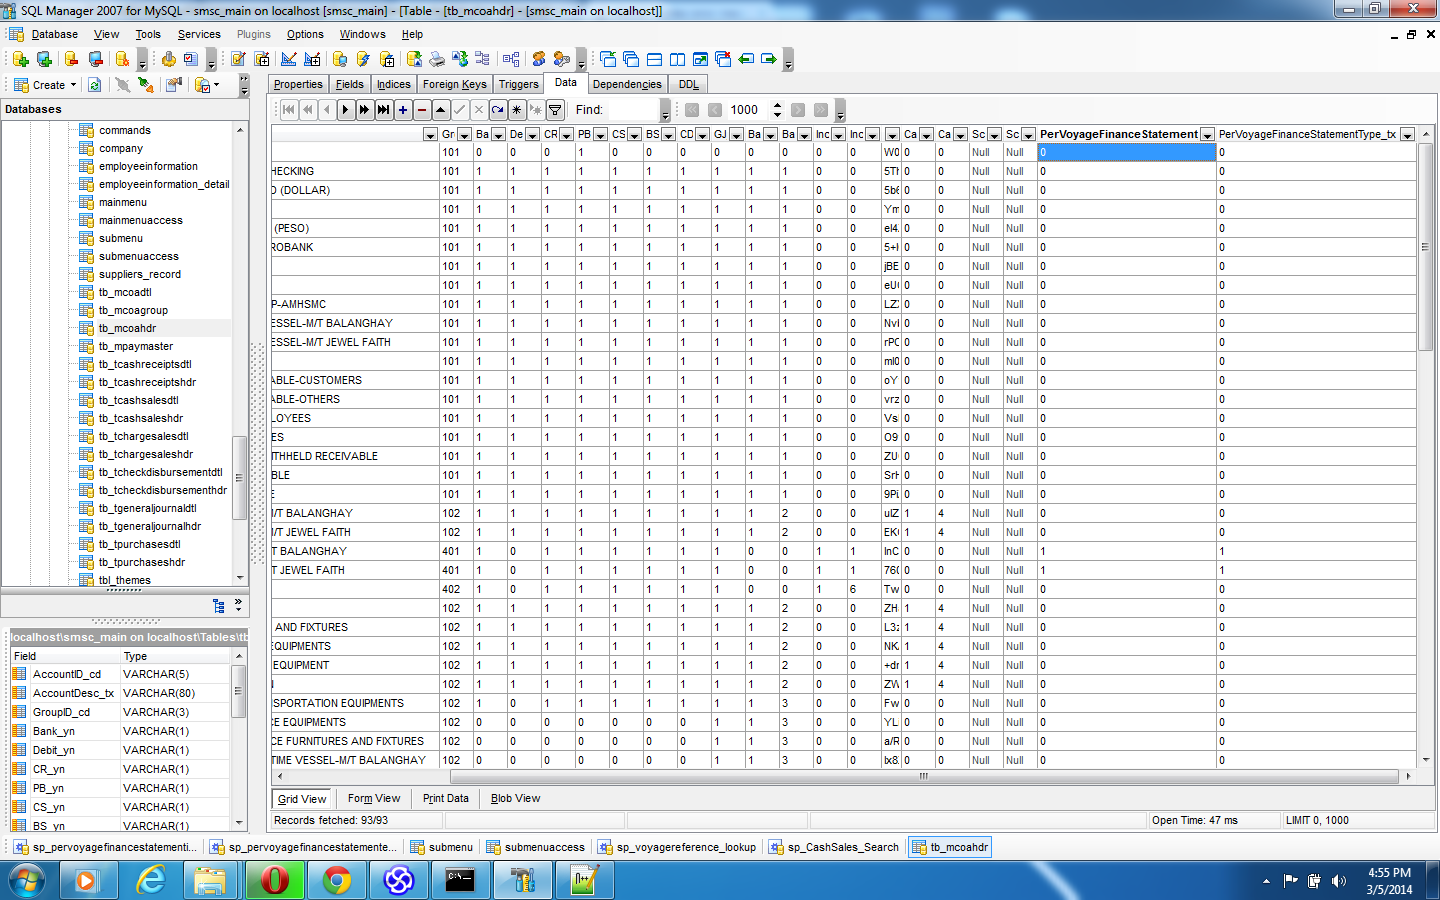 SQL Manager 2007 for MySQL - smsc_main on localhost [smsc_main] - [Table - [tb_mcoahdr] - [smsc_main on localhost]]
Database View Tools Services Plugins Options Windows Help
Create
Properties Fields Indices Foreign Keys Triggers Data Dependencies DDL
Databases
Find: 1000
commands
company
employeeinformation
employeeinformation_detail
mainmenu
mainmenuaccess
submenu
submenuaccess
suppliers_record
tb_mcoadtl
tb_mcoagroup
tb_mcoahdr
tb_mpaymaster
tb_tcashreceiptsdtl
tb_tcashreceiptshdr
tb_tcashsalesdtl
tb_tcashsaleshdr
tb_tchargesalesdtl
tb_tchargesaleshdr
tb_tcheckdisbursementdtl
tb_tcheckdisbursementhdr
tb_tgeneraljournaldtl
tb_tgeneraljournalhdr
tb_tpurchasesdtl
tb_tpurchaseshdr
tbl_themes
Gr Ba De CR PB CS BS CD GJ Ba Ba Inc Inc Ca Ca Sc Sc PerVoyageFinanceStatement PerVoyageFinanceStatementType_tx
101 0 0 0 1 0 0 0 0 0 0 0 0 W0 0 0 Null Null 0 0
HECKING 101 1 1 1 1 1 1 1 1 1 1 0 0 5Tl 0 0 Null Null 0 0
D (DOLLAR) 101 1 1 1 1 1 1 1 1 1 1 0 0 5b6 0 0 Null Null 0 0
101 1 1 1 1 1 1 1 1 1 1 0 0 Ym 0 0 Null Null 0 0
(PESO) 101 1 1 1 1 1 1 1 1 1 1 0 0 el4 0 0 Null Null 0 0
ROBANK 101 1 1 1 1 1 1 1 1 1 1 0 0 5+I 0 0 Null Null 0 0
101 1 1 1 1 1 1 1 1 1 1 0 0 jBE 0 0 Null Null 0 0
101 1 1 1 1 1 1 1 1 1 1 0 0 eU 0 0 Null Null 0 0
P-AMHSMC 101 1 1 1 1 1 1 1 1 1 1 0 0 LZ 0 0 Null Null 0 0
ESSEL-M/T BALANGHAY 101 1 1 1 1 1 1 1 1 1 1 0 0 Nvl 0 0 Null Null 0 0
ESSEL-M/T JEWEL FAITH 101 1 1 1 1 1 1 1 1 1 1 0 0 rPC 0 0 Null Null 0 0
101 1 1 1 1 1 1 1 1 1 1 0 0 ml0 0 0 Null Null 0 0
ABLE-CUSTOMERS 101 1 1 1 1 1 1 1 1 1 1 0 0 oY 0 0 Null Null 0 0
ABLE-OTHERS 101 1 1 1 1 1 1 1 1 1 1 0 0 vrz 0 0 Null Null 0 0
LOYEES 101 1 1 1 1 1 1 1 1 1 1 0 0 Vs 0 0 Null Null 0 0
ES 101 1 1 1 1 1 1 1 1 1 1 0 0 O9 0 0 Null Null 0 0
ITHHELD RECEIVABLE 101 1 1 1 1 1 1 1 1 1 1 0 0 ZU 0 0 Null Null 0 0
BLE 101 1 1 1 1 1 1 1 1 1 1 0 0 Srl 0 0 Null Null 0 0
E 101 1 1 1 1 1 1 1 1 1 1 0 0 9Pi 0 0 Null Null 0 0
M/T BALANGHAY 102 1 1 1 1 1 1 1 1 1 2 0 0 ulZ 1 4 Null Null 0 0
M/T JEWEL FAITH 102 1 1 1 1 1 1 1 1 1 2 0 0 EK 1 4 Null Null 0 0
T BALANGHAY 401 1 0 1 1 1 1 1 1 0 0 1 1 InC 0 0 Null Null 1 1
T JEWEL FAITH 401 1 0 1 1 1 1 1 1 0 0 1 1 760 0 0 Null Null 1 1
402 1 0 1 1 1 1 1 1 0 0 1 6 Tw 0 0 Null Null 0 0
102 1 1 1 1 1 1 1 1 1 2 0 0 ZH 1 4 Null Null 0 0
AND FIXTURES 102 1 1 1 1 1 1 1 1 1 2 0 0 L3z 1 4 Null Null 0 0
EQUIPMENTS 102 1 1 1 1 1 1 1 1 1 2 0 0 NK 1 4 Null Null 0 0
EQUIPMENT 102 1 1 1 1 1 1 1 1 1 2 0 0 +dr 1 4 Null Null 0 0
102 1 1 1 1 1 1 1 1 1 2 0 0 ZW 1 4 Null Null 0 0
SPORTATION EQUIPMENTS 102 1 0 1 1 1 1 1 1 1 3 0 0 Fw 0 0 Null Null 0 0
CE EQUIPMENTS 102 0 0 0 0 0 0 0 1 1 3 0 0 YL 0 0 Null Null 0 0
CE FURNITURES AND FIXTURES 102 0 0 0 0 0 0 0 1 1 3 0 0 a/R 0 0 Null Null 0 0
TIME VESSEL-M/T BALANGHAY 102 0 0 0 0 0 0 0 1 1 3 0 0 Ix8 0 0 Null Null 0 0
localhost\smsc_main on localhost\Tables\tb
Field Type
AccountID_cd VARCHAR(5)
AccountDesc_tx VARCHAR(80)
GroupID_cd VARCHAR(3)
Bank_yn VARCHAR(1)
Debit_yn VARCHAR(1)
CR_yn VARCHAR(1)
PB_yn VARCHAR(1)
CS_yn VARCHAR(1)
BS_yn VARCHAR(1)
Grid View Form View Print Data Blob View
Records fetched: 93/93 Open Time: 47 ms LIMIT 0, 1000
sp_pervoyagefinancestatementi... sp_pervoyagefinancestatemente... submenu submenuaccess sp_voyagereference_lookup sp_CashSales_Search tb_mcoahdr
4:55 PM
3/5/2014